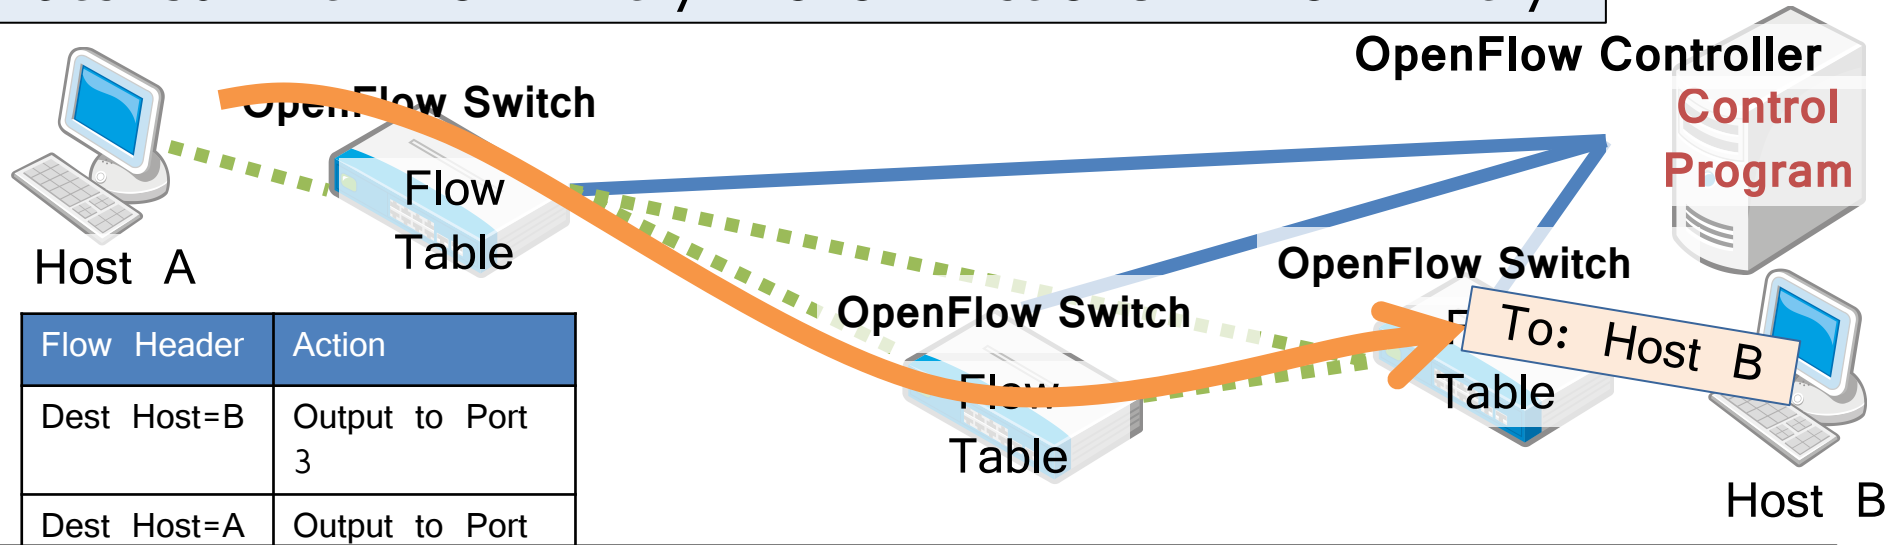 OpenFlow Controller
Control
Program
OpenFlow Switch
Flow
Table
Host A
OpenFlow Switch
OpenFlow Switch
Flow
Table
Table
To: Host B
Host B
Flow Header
Action
Dest Host=B
Output to Port
3
Dest Host=A
Output to Port